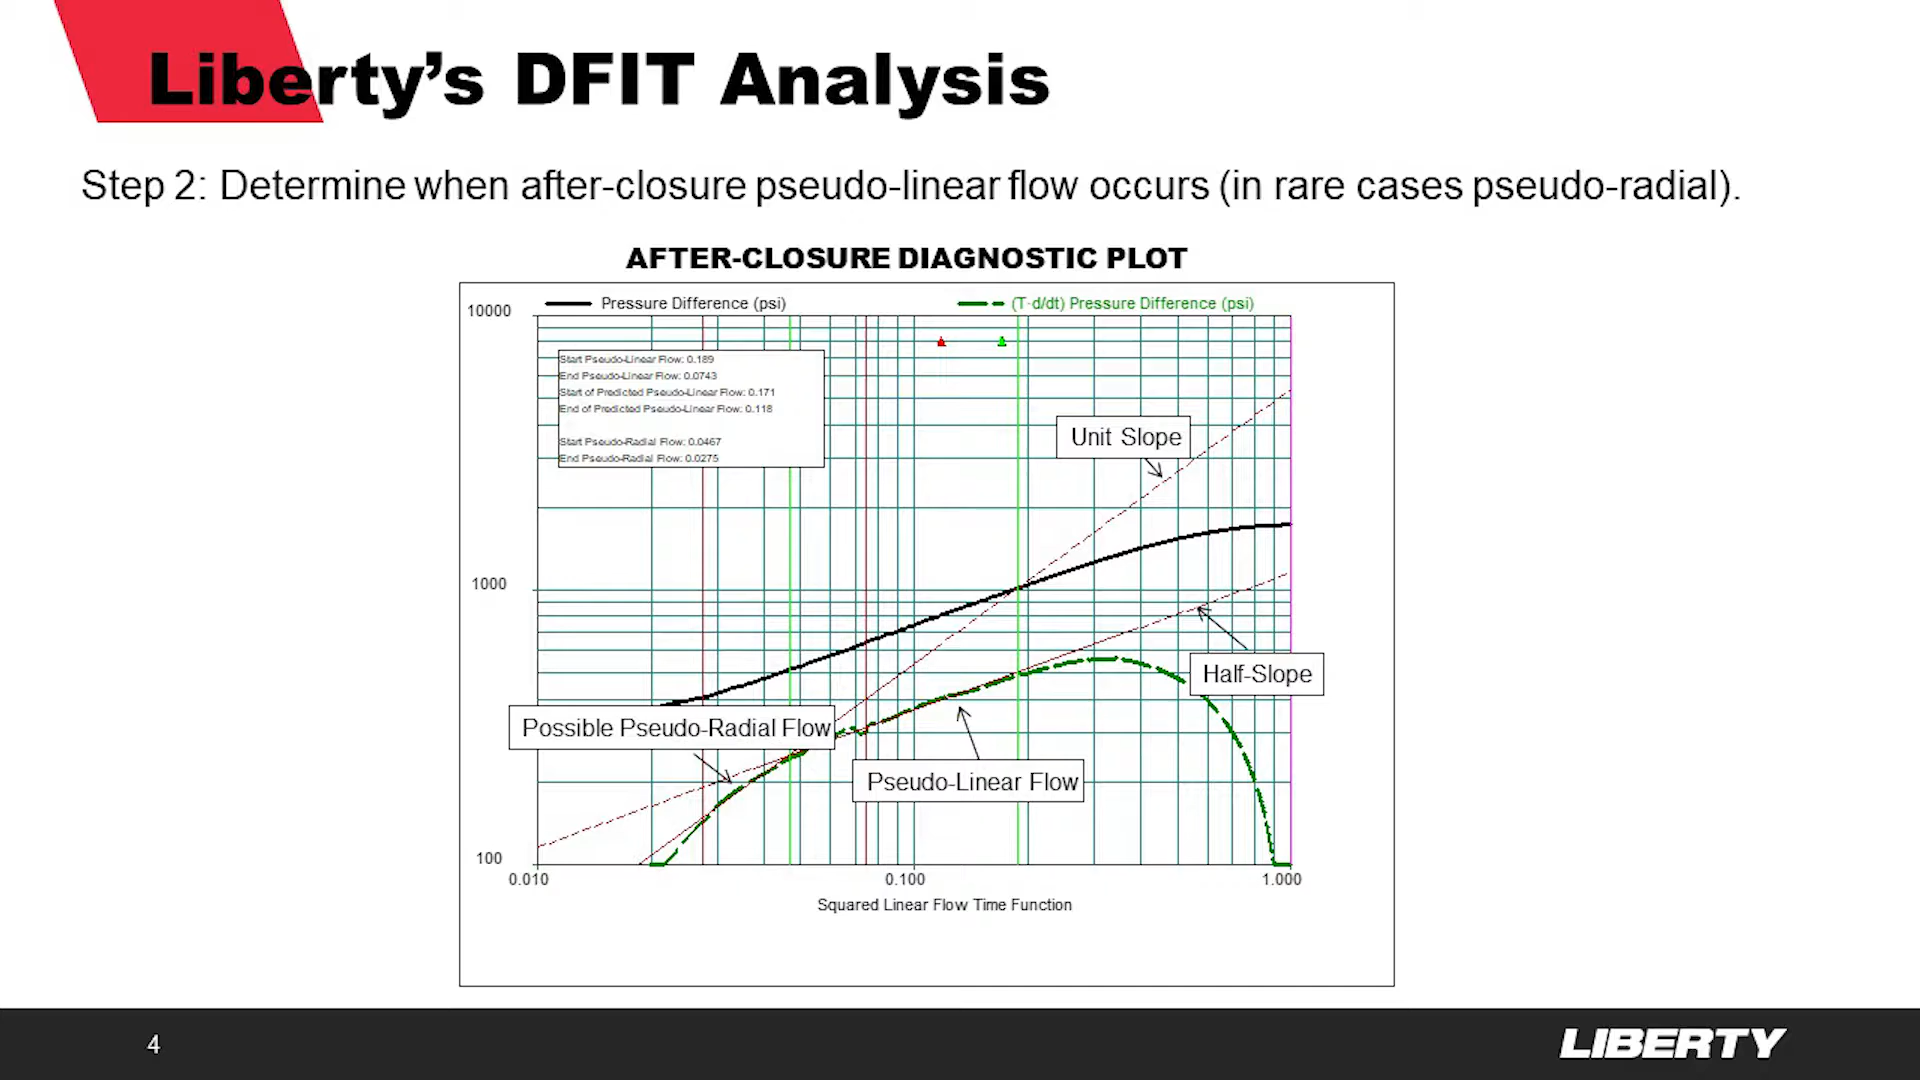 Liberty’s DFIT Analysis
Step 2: Determine when after-closure pseudo-linear flow occurs (in rare cases pseudo-radial).
AFTER-CLOSURE DIAGNOSTIC PLOT
Pressure Difference (psi)
(T-d/dt) Pressure Difference (psi)
10000
Start Pseudo-Linear Flow: 0.189
End Pseudo-Linear Flow: 0.0743
Start of Predicted Pseudo-Linear Flow: 0.171
End of Predicted Pseudo-Linear Flow: 0.118
Start Pseudo-Radial Flow: 0.0467
End Pseudo-Radial Flow: 0.0275
Unit Slope
1000
Half-Slope
Possible Pseudo-Radial Flow
Pseudo-Linear Flow
100
0.010
0.100
1.000
Squared Linear Flow Time Function
4
LIBERTY